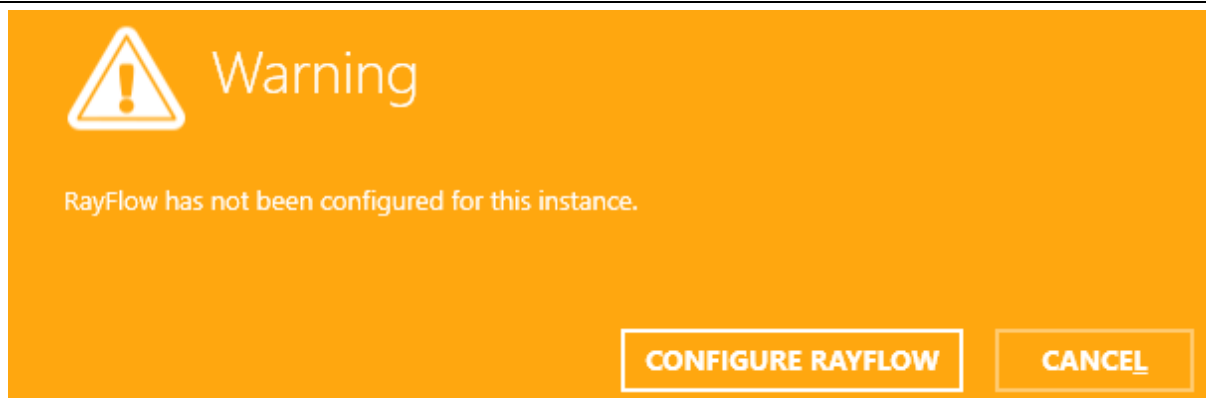 Warning
RayFlow has not been configured for this instance.
CONFIGURE RAYFLOW CANCEL